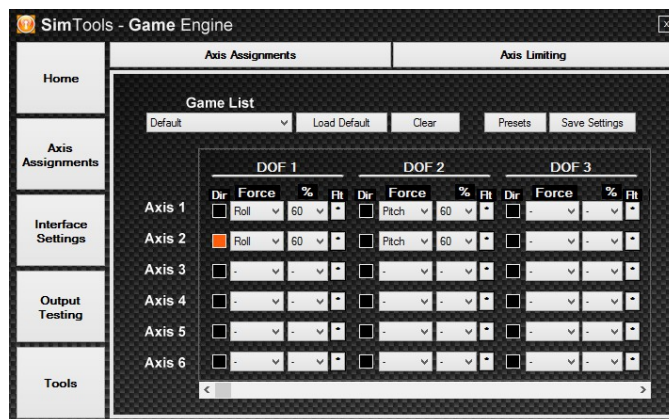 SimTools - Game Engine x
Axis Assignments Axis Limiting
Home
Game List
Default Load Default Clear Presets Save Settings
Axis Assignments
DOF 1 DOF 2 DOF 3
Dir Force % Flt Dir Force % Flt Dir Force % Flt
Axis 1 Roll 60 * Pitch 60 * - - *
Interface Settings
Axis 2 Roll 60 * Pitch 60 * - - *
Axis 3 - - * - - * - - *
Output Testing
Axis 4 - - * - - * - - *
Axis 5 - - * - - * - - *
Tools
Axis 6 - - * - - * - - *
< >